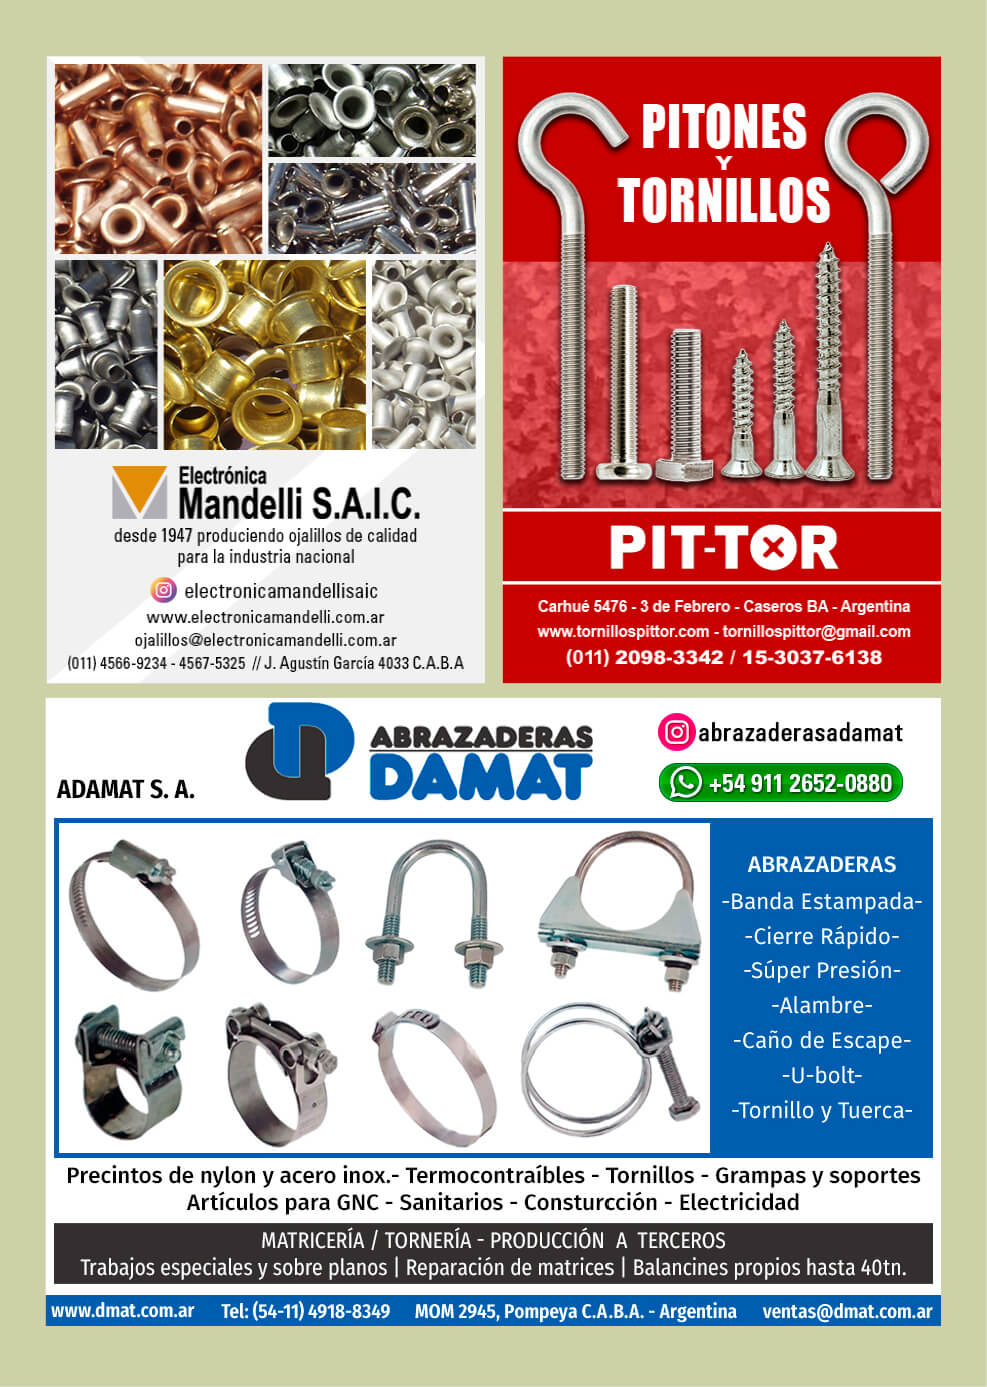 Electrónica
Mandelli S.A.I.C.
desde 1947 produciendo ojalillos de calidad
para la industria nacional
electronicamandellisaic
www.electronicamandelli.com.ar
ojalillos@electronicamandelli.com.ar
(011) 4566-9234 - 4567-5325 // J. Agustín García 4033 C.A.B.A
PITONES
Y
TORNILLOS
PIT-TOR
Carhué 5476 - 3 de Febrero - Caseros BA - Argentina
www.tornillospittor.com - tornillospittor@gmail.com
(011) 2098-3342 / 15-3037-6138
ADAMAT S. A.
ABRAZADERAS
DAMAT
abrazaderasadamat
+54 911 2652-0880
ABRAZADERAS
-Banda Estampada-
-Cierre Rápido-
-Súper Presión-
-Alambre-
-Caño de Escape-
-U-bolt-
-Tornillo y Tuerca-
Precintos de nylon y acero inox.- Termocontraíbles - Tornillos - Grampas y soportes
Artículos para GNC - Sanitarios - Consturcción - Electricidad
MATRICERÍA / TORNERÍA - PRODUCCIÓN A TERCEROS
Trabajos especiales y sobre planos | Reparación de matrices | Balancines propios hasta 40tn.
www.dmat.com.ar Tel: (54-11) 4918-8349 MOM 2945, Pompeya C.A.B.A. - Argentina ventas@dmat.com.ar